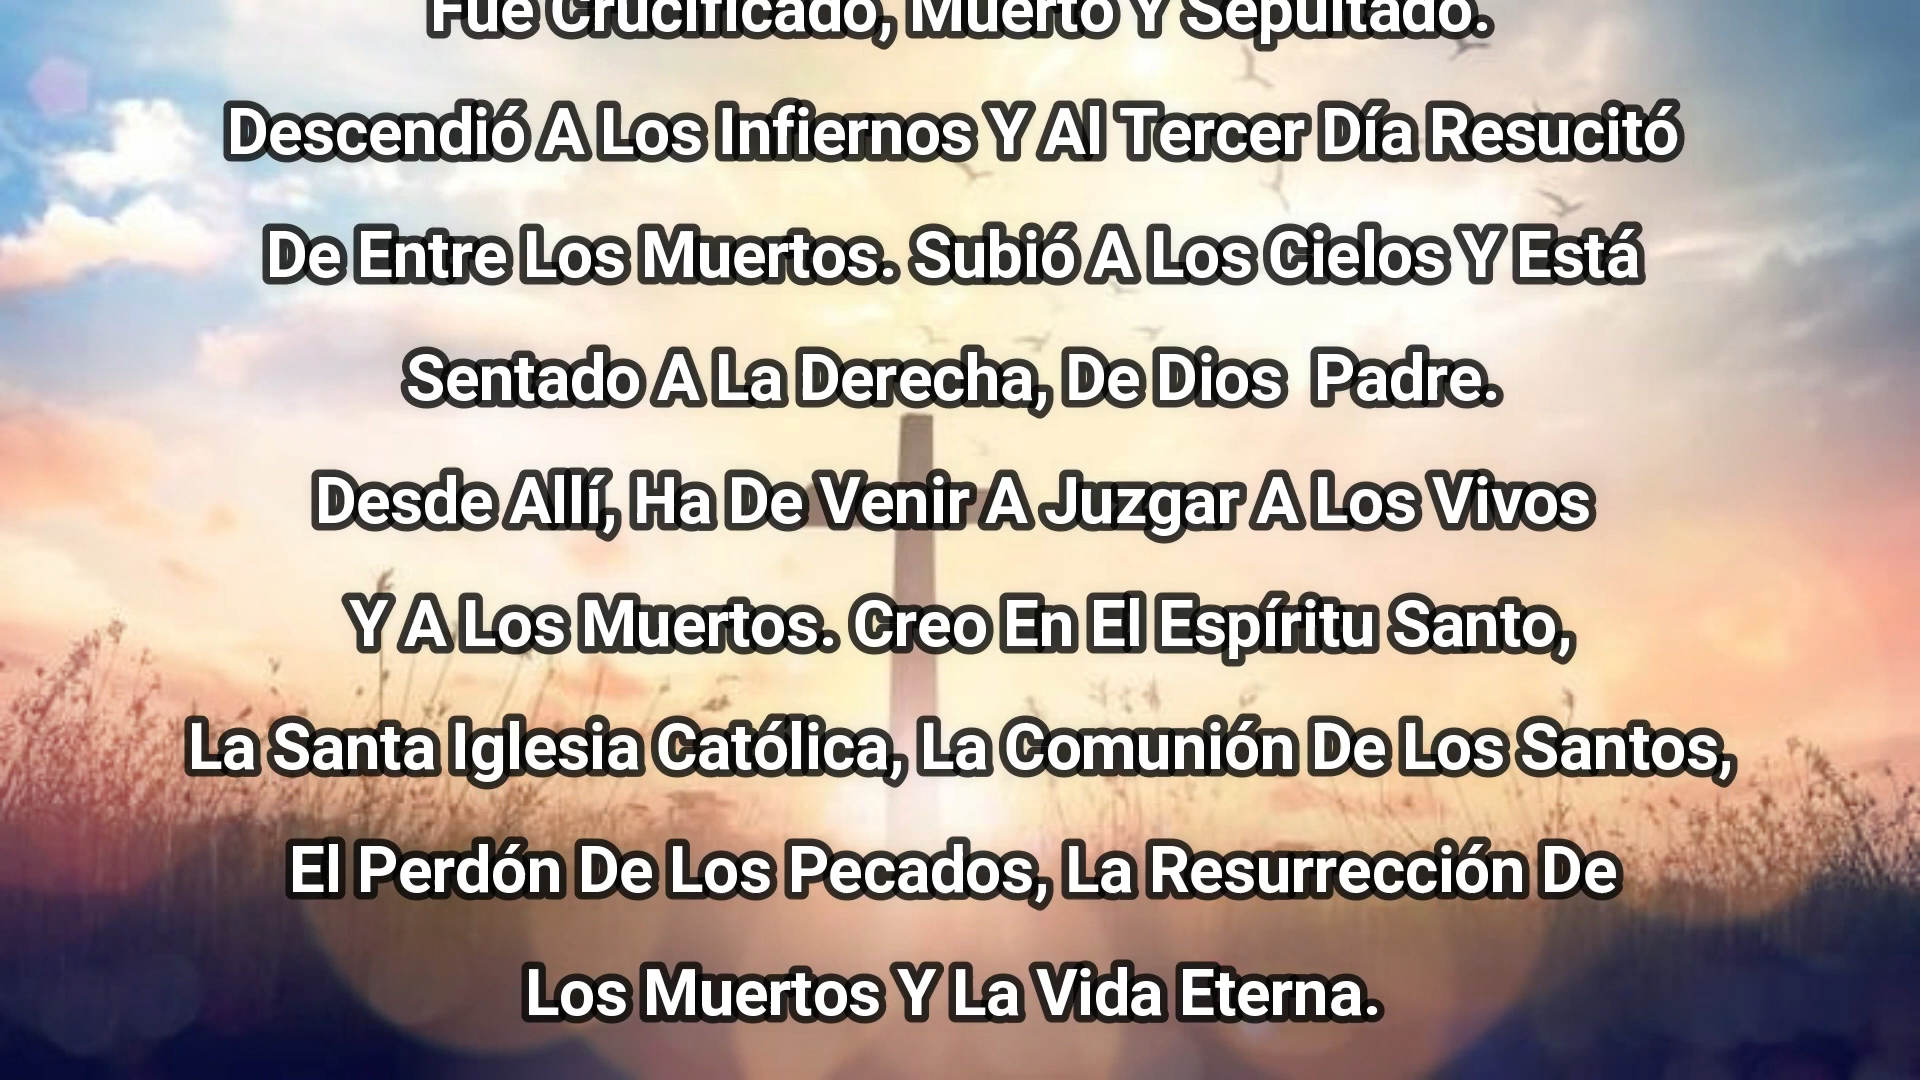 Fue Crucificado, Muerto Y Sepultado.
Descendió A Los Infiernos Y Al Tercer Día Resucitó
De Entre Los Muertos. Subió A Los Cielos Y Está
Sentado A La Derecha, De Dios  Padre.
Desde Allí, Ha De Venir A Juzgar A Los Vivos
Y A Los Muertos. Creo En El Espíritu Santo,
La Santa Iglesia Católica, La Comunión De Los Santos,
El Perdón De Los Pecados, La Resurrección De
Los Muertos Y La Vida Eterna.